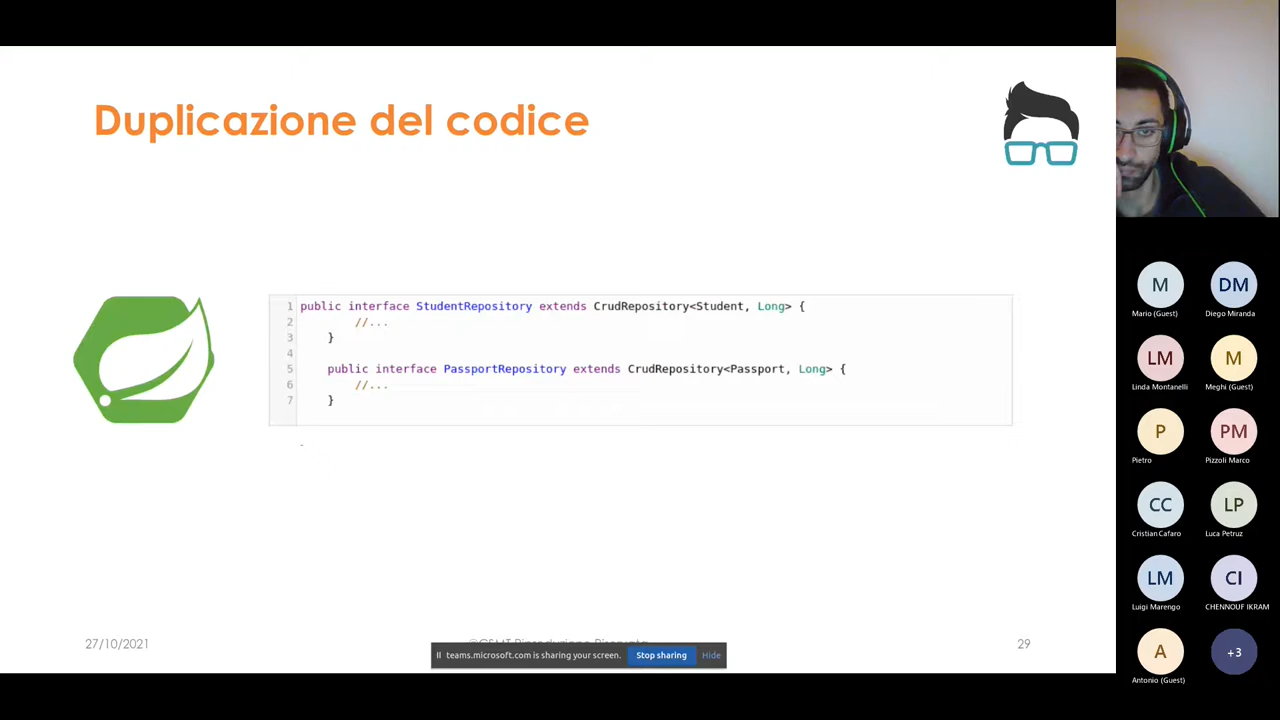 Duplicazione del codice
1 public interface StudentRepository extends CrudRepository<Student, Long> {
2 //...
3 }
4
5 public interface PassportRepository extends CrudRepository<Passport, Long> {
6 //...
7 }
27/10/2021
29
teams.microsoft.com is sharing your screen. Stop sharing Hide
M DM
Mario (Guest) Diego Miranda
LM M
Linda Montanelli Meghi (Guest)
P PM
Pietro Pizzoli Marco
CC LP
Cristian Cafaro Luca Petruz
LM CI
Luigi Marengo CHENNOUF IKRAM
A +3
Antonio (Guest)